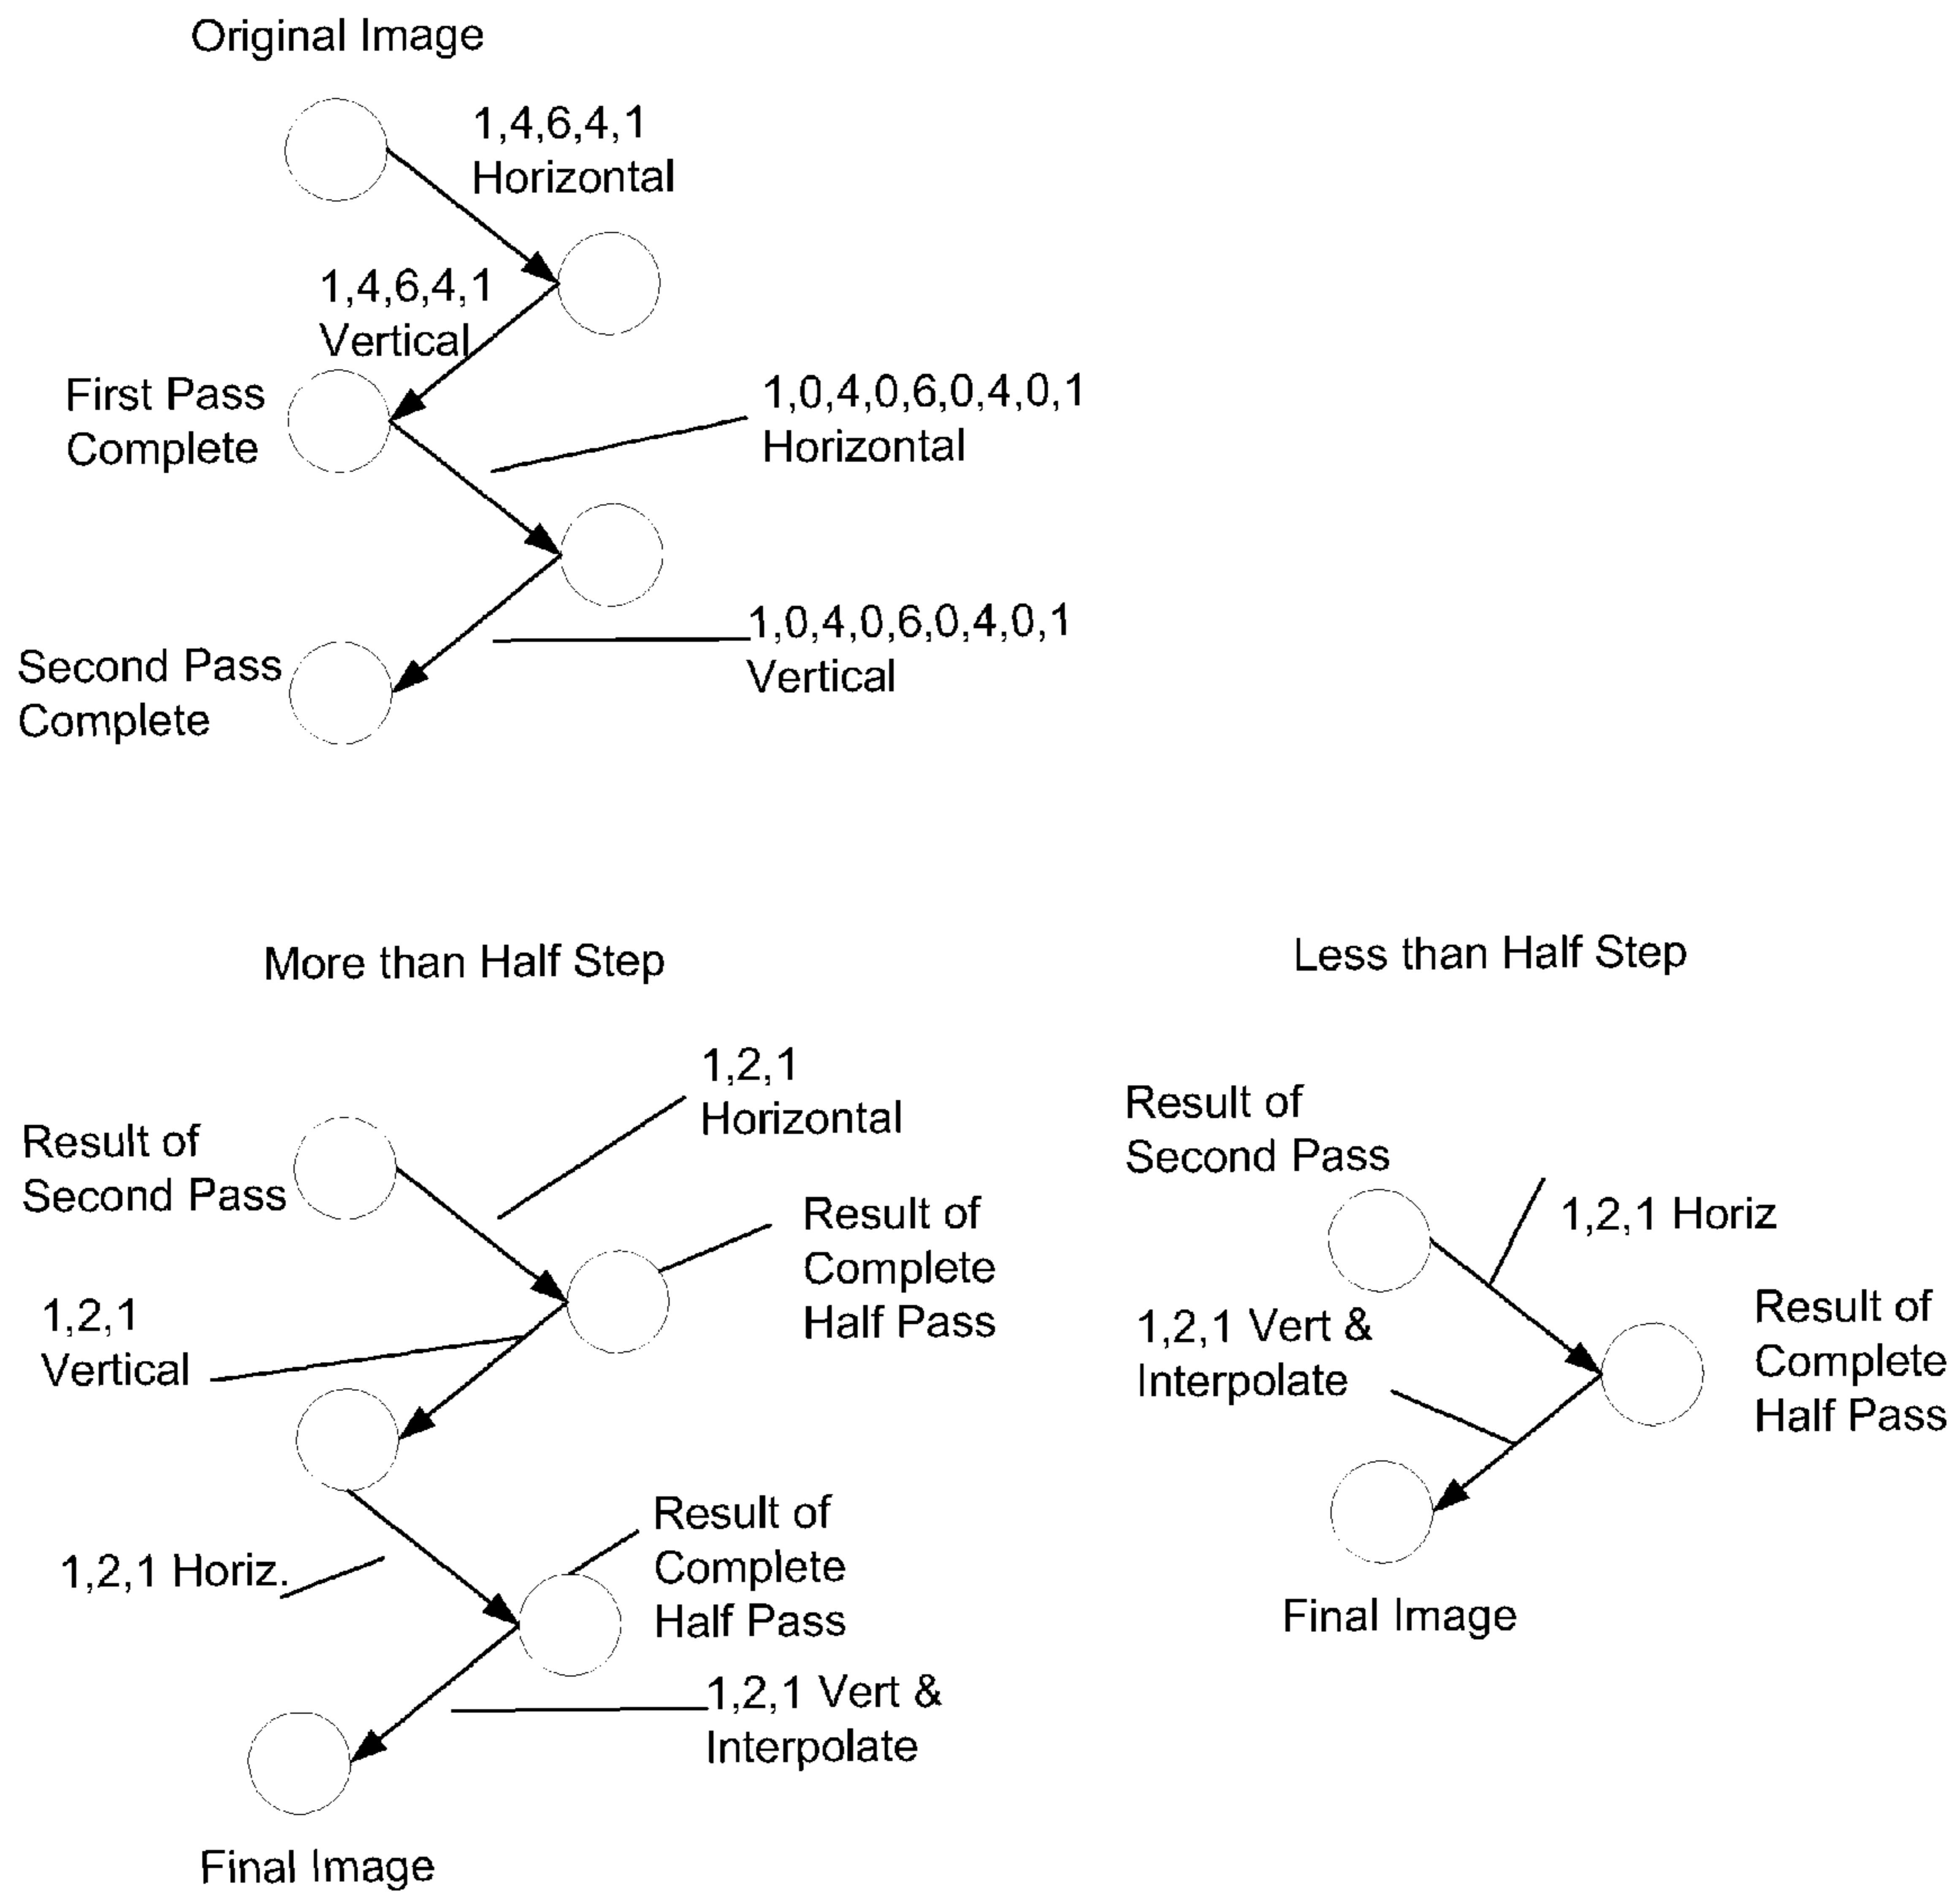 Original Image
1,4,6,4,1
Horizontal
1,4,6,4,1
Vertical
First Pass
Complete
1,0,4,0,6,0,4,0,1
Horizontal
1,0,4,0,6,0,4,0,1
Vertical
Second Pass
Complete
More than Half Step
1,2,1
Horizontal
Result of
Second Pass
Result of
Complete
Half Pass
1,2,1
Vertical
Result of
Complete
Half Pass
1,2,1 Horiz.
1,2,1 Vert &
Interpolate
Final Image
Less than Half Step
Result of
Second Pass
1,2,1 Horiz
1,2,1 Vert &
Interpolate
Result of
Complete
Half Pass
Final Image